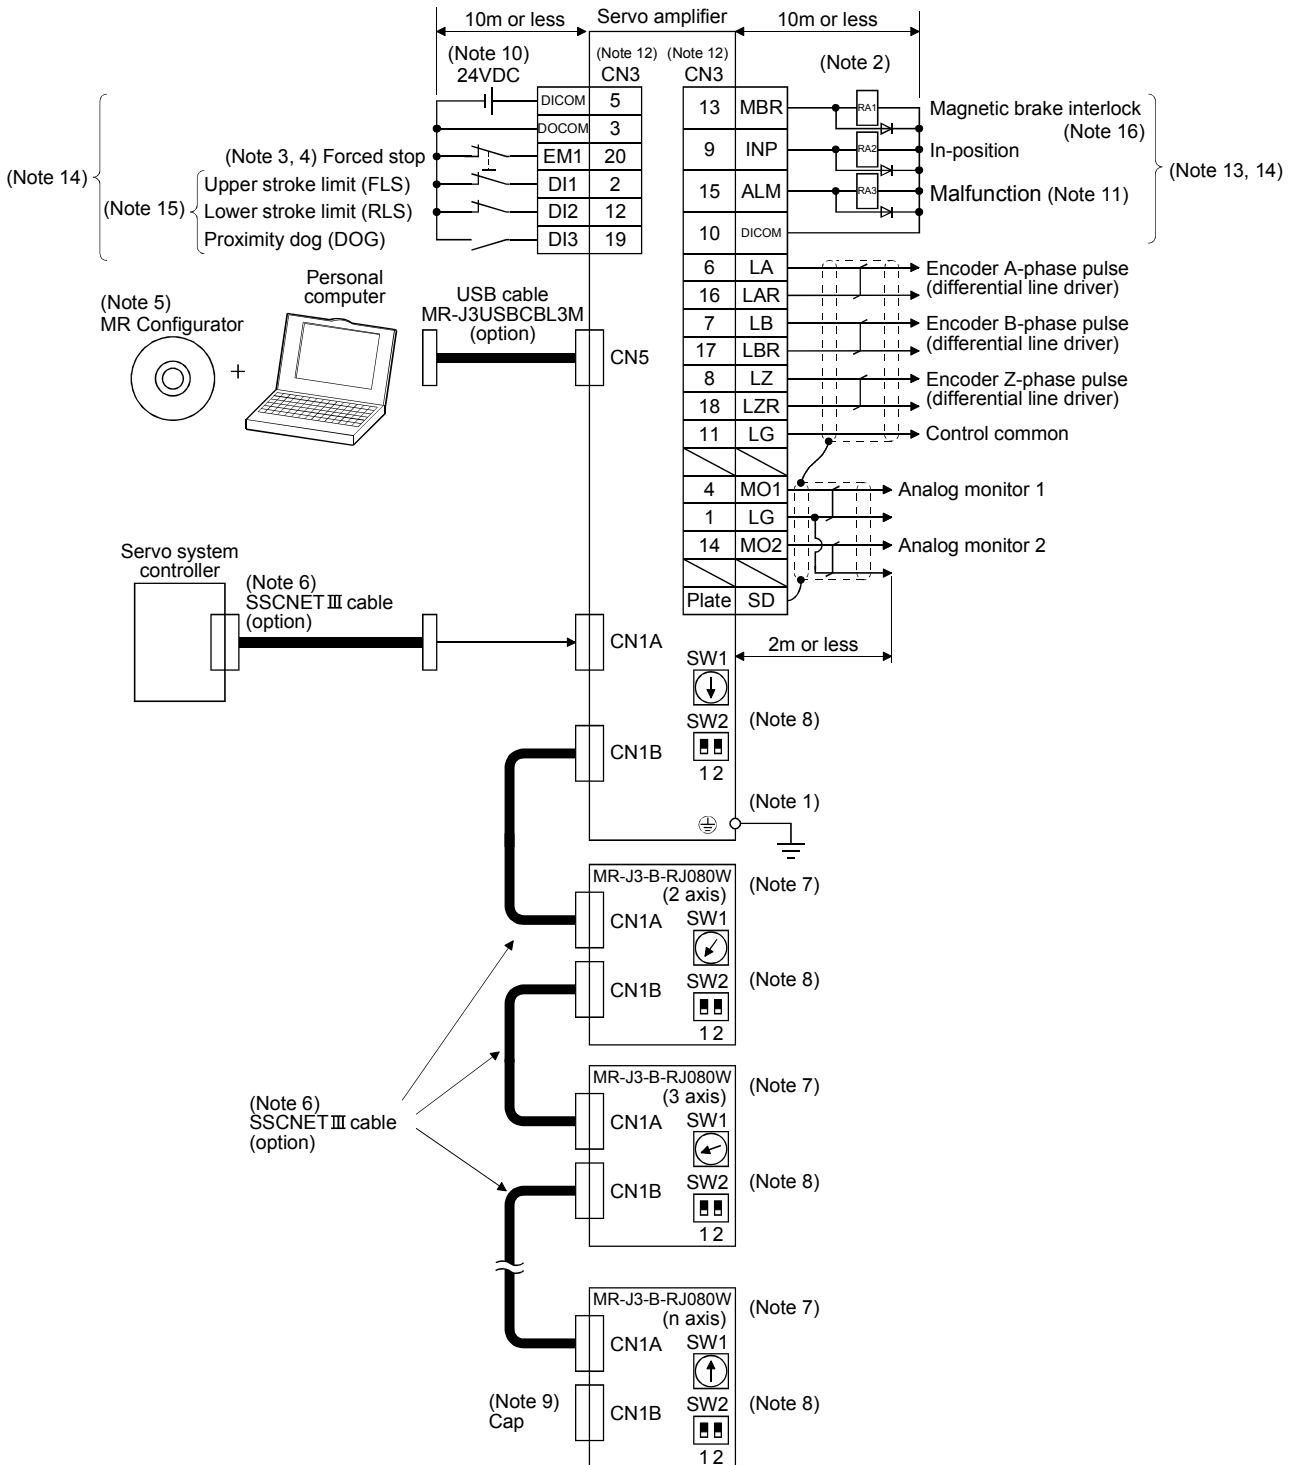 10m or less
Servo amplifier
10m or less
(Note 10)
24VDC
(Note 12)
CN3
(Note 12)
CN3
(Note 2)
DICOM 5
DOCOM 3
(Note 3, 4) Forced stop EM1 20
Upper stroke limit (FLS) DI1 2
Lower stroke limit (RLS) DI2 12
Proximity dog (DOG) DI3 19
(Note 14)
(Note 15)
13 MBR RA1 Magnetic brake interlock
(Note 16)
9 INP RA2 In-position
15 ALM RA3 Malfunction (Note 11)
10 DICOM
(Note 13, 14)
6 LA Encoder A-phase pulse
(differential line driver)
16 LAR
7 LB Encoder B-phase pulse
(differential line driver)
17 LBR
8 LZ Encoder Z-phase pulse
(differential line driver)
18 LZR
11 LG Control common
4 MO1 Analog monitor 1
1 LG
14 MO2 Analog monitor 2
Plate SD
2m or less
(Note 5)
MR Configurator
+
Personal
computer
USB cable
MR-J3USBCBL3M
(option)
CN5
Servo system
controller
(Note 6)
SSCNETⅢ cable
(option)
CN1A
SW1
CN1B
SW2
1 2
(Note 8)
(Note 1)
MR-J3-B-RJ080W
(2 axis)
(Note 7)
CN1A
SW1
CN1B
SW2
1 2
(Note 8)
MR-J3-B-RJ080W
(3 axis)
(Note 7)
(Note 6)
SSCNETⅢ cable
(option)
CN1A
SW1
CN1B
SW2
1 2
(Note 8)
MR-J3-B-RJ080W
(n axis)
(Note 7)
CN1A
SW1
(Note 9)
Cap
CN1B
SW2
1 2
(Note 8)